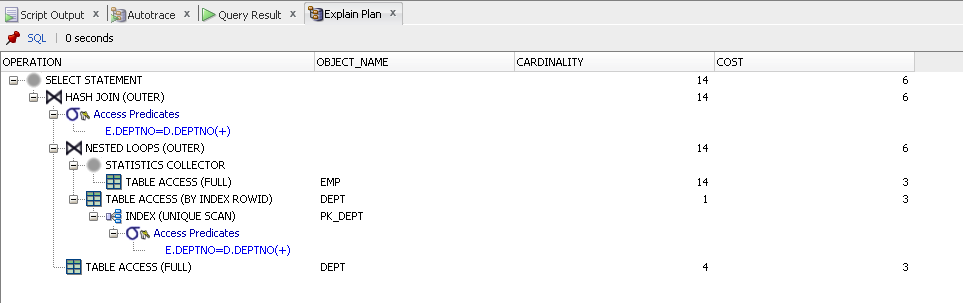 Script Output x Autotrace x Query Result x Explain Plan x
SQL | 0 seconds
OPERATION OBJECT_NAME CARDINALITY COST
SELECT STATEMENT 14 6
HASH JOIN (OUTER) 14 6
Access Predicates
E.DEPTNO=D.DEPTNO(+)
NESTED LOOPS (OUTER) 14 6
STATISTICS COLLECTOR
TABLE ACCESS (FULL) EMP 14 3
TABLE ACCESS (BY INDEX ROWID) DEPT 1 3
INDEX (UNIQUE SCAN) PK_DEPT
Access Predicates
E.DEPTNO=D.DEPTNO(+)
TABLE ACCESS (FULL) DEPT 4 3